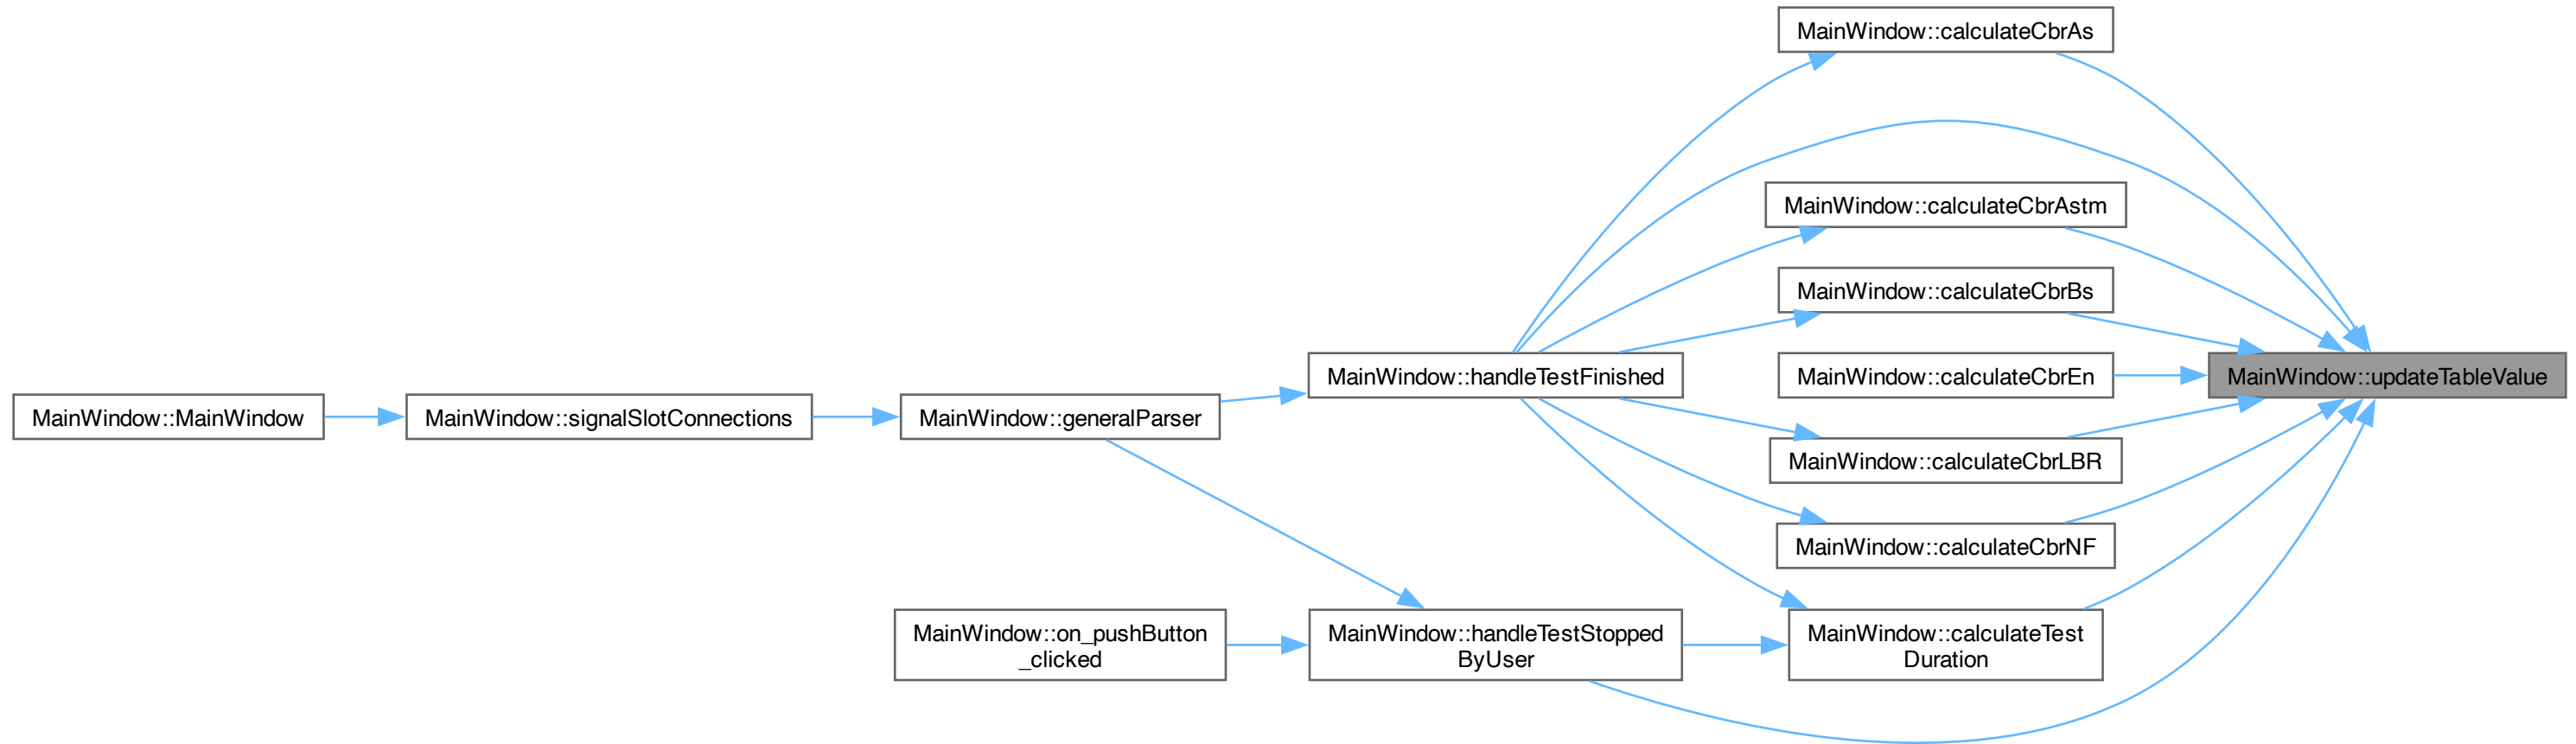 MainWindow::calculateCbrAs
MainWindow::calculateCbrAstm
MainWindow::calculateCbrBs
MainWindow::handleTestFinished
MainWindow::calculateCbrEn
MainWindow::updateTableValue
MainWindow::MainWindow
MainWindow::signalSlotConnections
MainWindow::generalParser
MainWindow::calculateCbrLBR
MainWindow::calculateCbrNF
MainWindow::on_pushButton
_clicked
MainWindow::handleTestStopped
ByUser
MainWindow::calculateTest
Duration